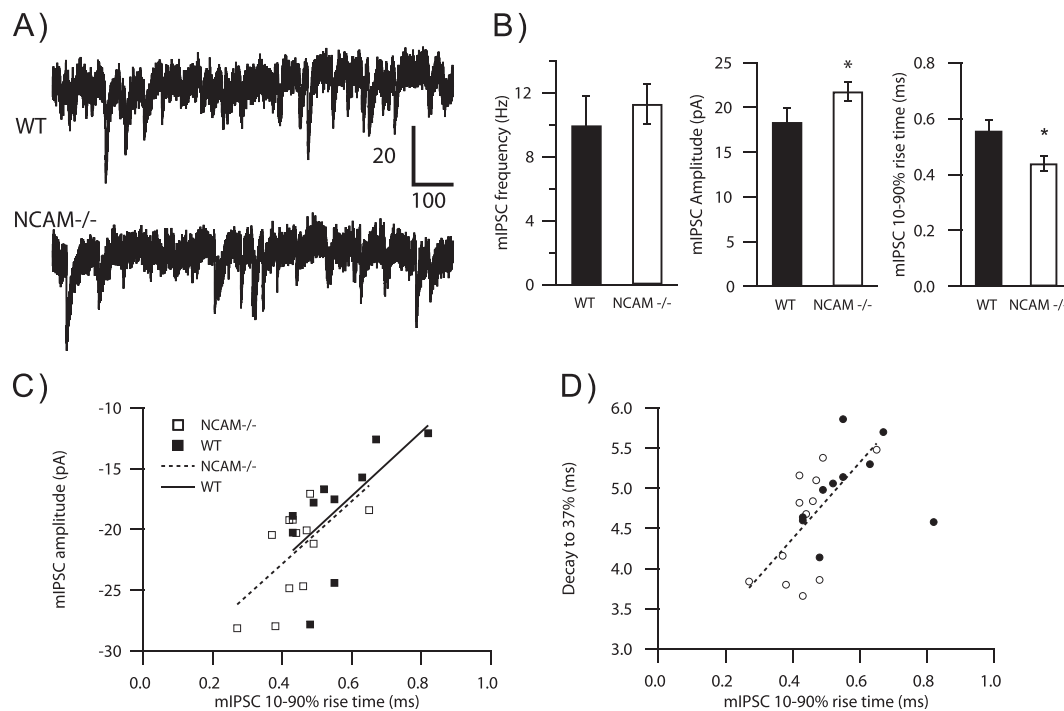 A)
WT
20
100
NCAM-/-
B)
mIPSC frequency (Hz)
12
8
4
0
WT
NCAM -/-
mIPSC Amplitude (pA)
25
20
15
10
5
0
*
WT
NCAM -/-
mIPSC 10-90% rise time (ms)
0.8
0.6
0.4
0.2
0.0
*
WT
NCAM -/-
C)
mIPSC amplitude (pA)
-10
-15
-20
-25
-30
NCAM-/-
WT
NCAM-/-
WT
0.0 0.2 0.4 0.6 0.8 1.0
mIPSC 10-90% rise time (ms)
D)
Decay to 37% (ms)
6.0
5.5
5.0
4.5
4.0
3.5
3.0
0.0 0.2 0.4 0.6 0.8 1.0
mIPSC 10-90% rise time (ms)